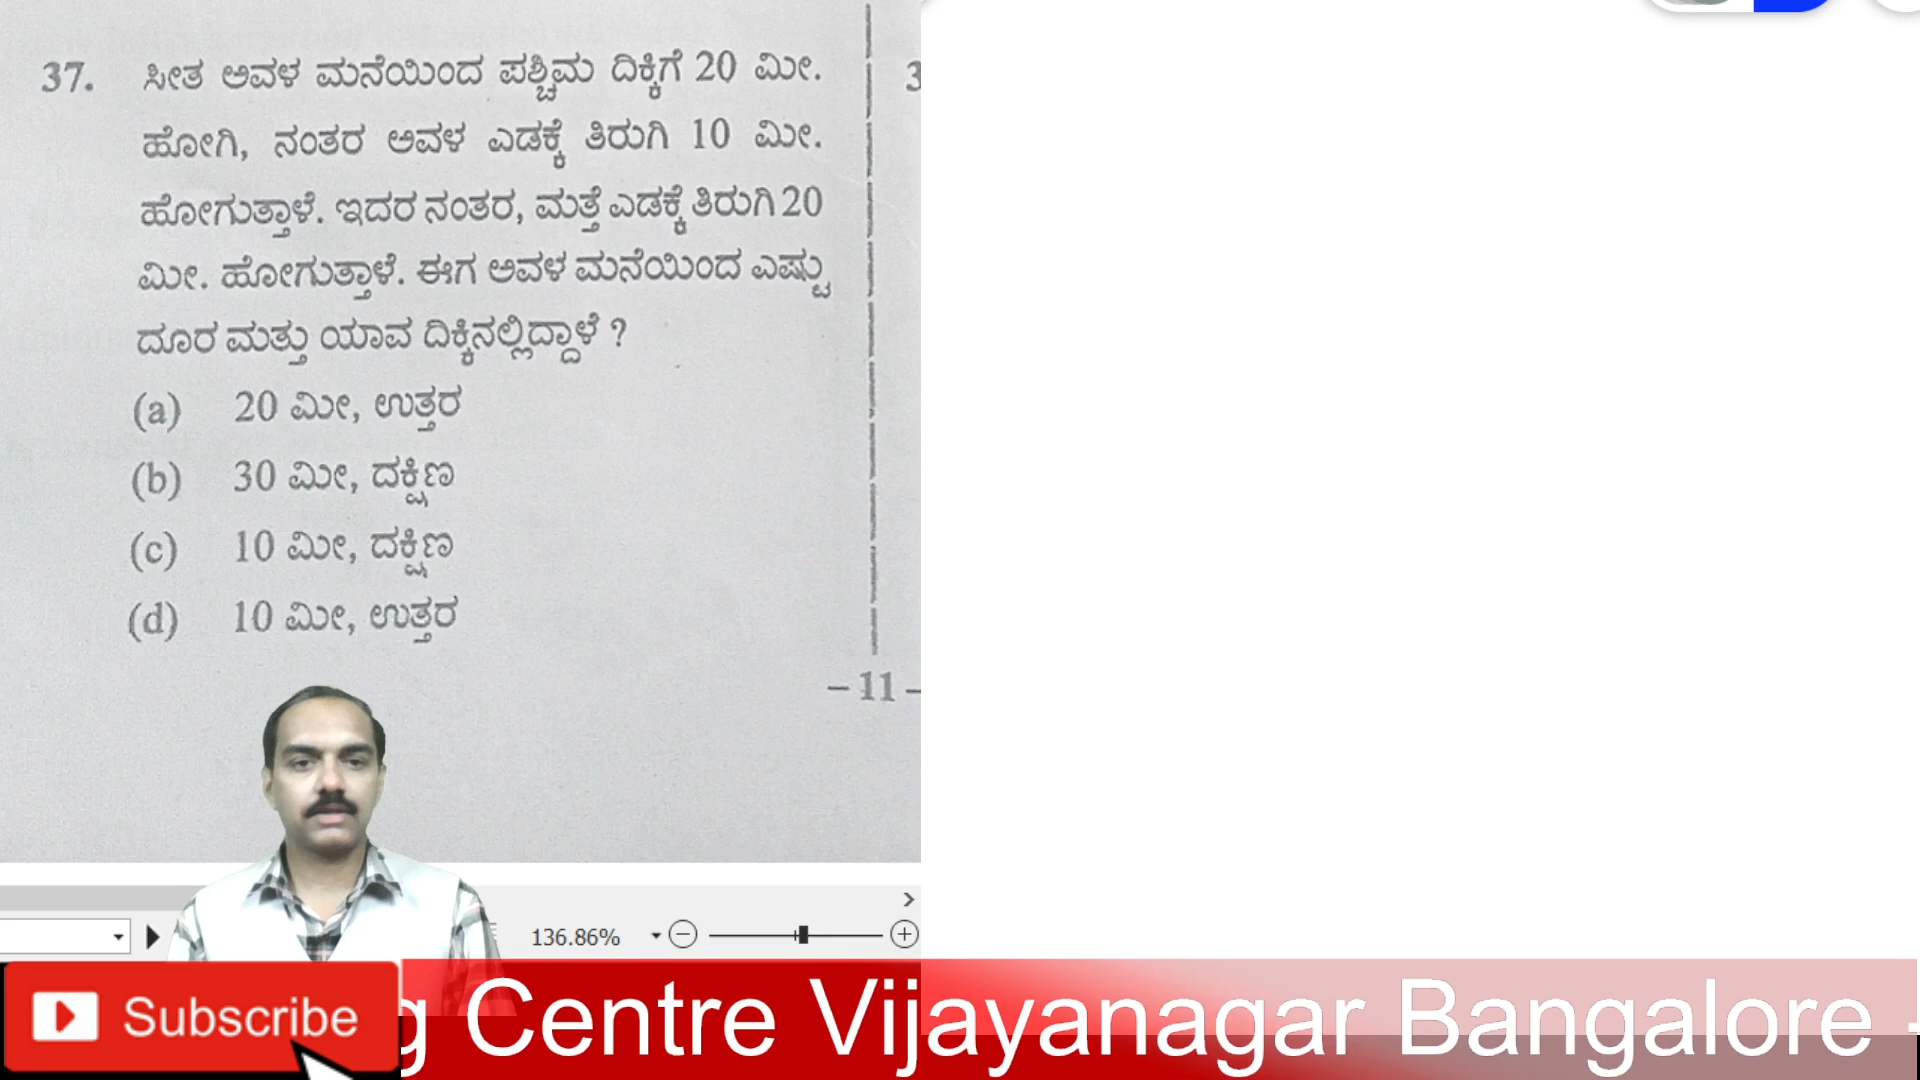 37. ಸೀತ ಅವಳ ಮನೆಯಿಂದ ಪಶ್ಚಿಮ ದಿಕ್ಕಿಗೆ 20 ಮೀ.
ಹೋಗಿ, ನಂತರ ಅವಳ ಎಡಕ್ಕೆ ತಿರುಗಿ 10 ಮೀ.
ಹೋಗುತ್ತಾಳೆ. ಇದರ ನಂತರ, ಮತ್ತೆ ಎಡಕ್ಕೆ ತಿರುಗಿ 20
ಮೀ. ಹೋಗುತ್ತಾಳೆ. ಈಗ ಅವಳ ಮನೆಯಿಂದ ಎಷ್ಟು
ದೂರ ಮತ್ತು ಯಾವ ದಿಕ್ಕಿನಲ್ಲಿದ್ದಾಳೆ ?
(a) 20 ಮೀ, ಉತ್ತರ
(b) 30 ಮೀ, ದಕ್ಷಿಣ
(c) 10 ಮೀ, ದಕ್ಷಿಣ
(d) 10 ಮೀ, ಉತ್ತರ
3
– 11 –
136.86%
Subscribe
g Centre Vijayanagar Bangalore -